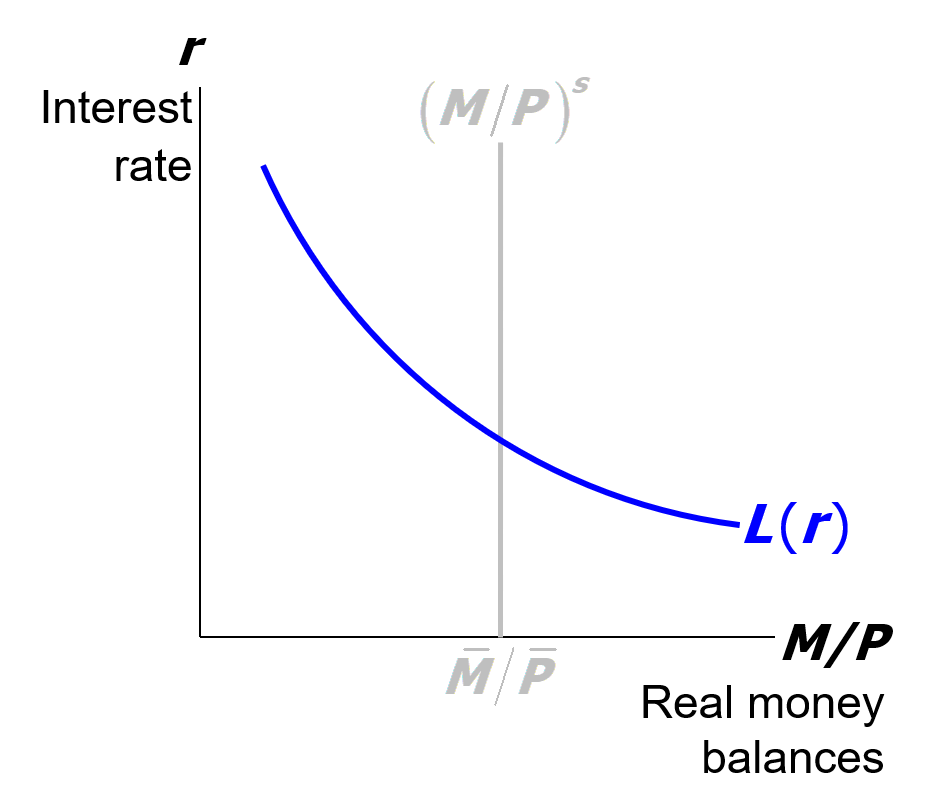 r
Interest
rate
(M/P)ˢ
L(r)
M̄/P̄
M/P
Real money
balances